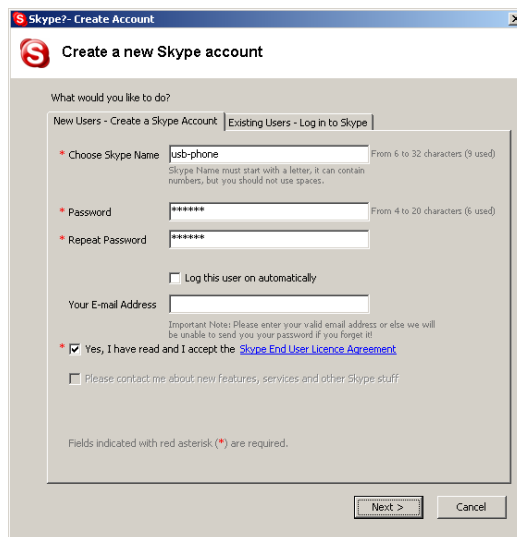 Skype?- Create Account
Create a new Skype account
What would you like to do?
New Users - Create a Skype Account Existing Users - Log in to Skype
* Choose Skype Name usb-phone From 6 to 32 characters (9 used)
Skype Name must start with a letter, it can contain
numbers, but you should not use spaces.
* Password ****** From 4 to 20 characters (6 used)
* Repeat Password ******
Log this user on automatically
Your E-mail Address
Important Note: Please enter your valid email address or else we will
be unable to send you your password if you forget it!
* Yes, I have read and I accept the Skype End User Licence Agreement
Please contact me about new features, services and other Skype stuff
Fields indicated with red asterisk (*) are required.
Next > Cancel